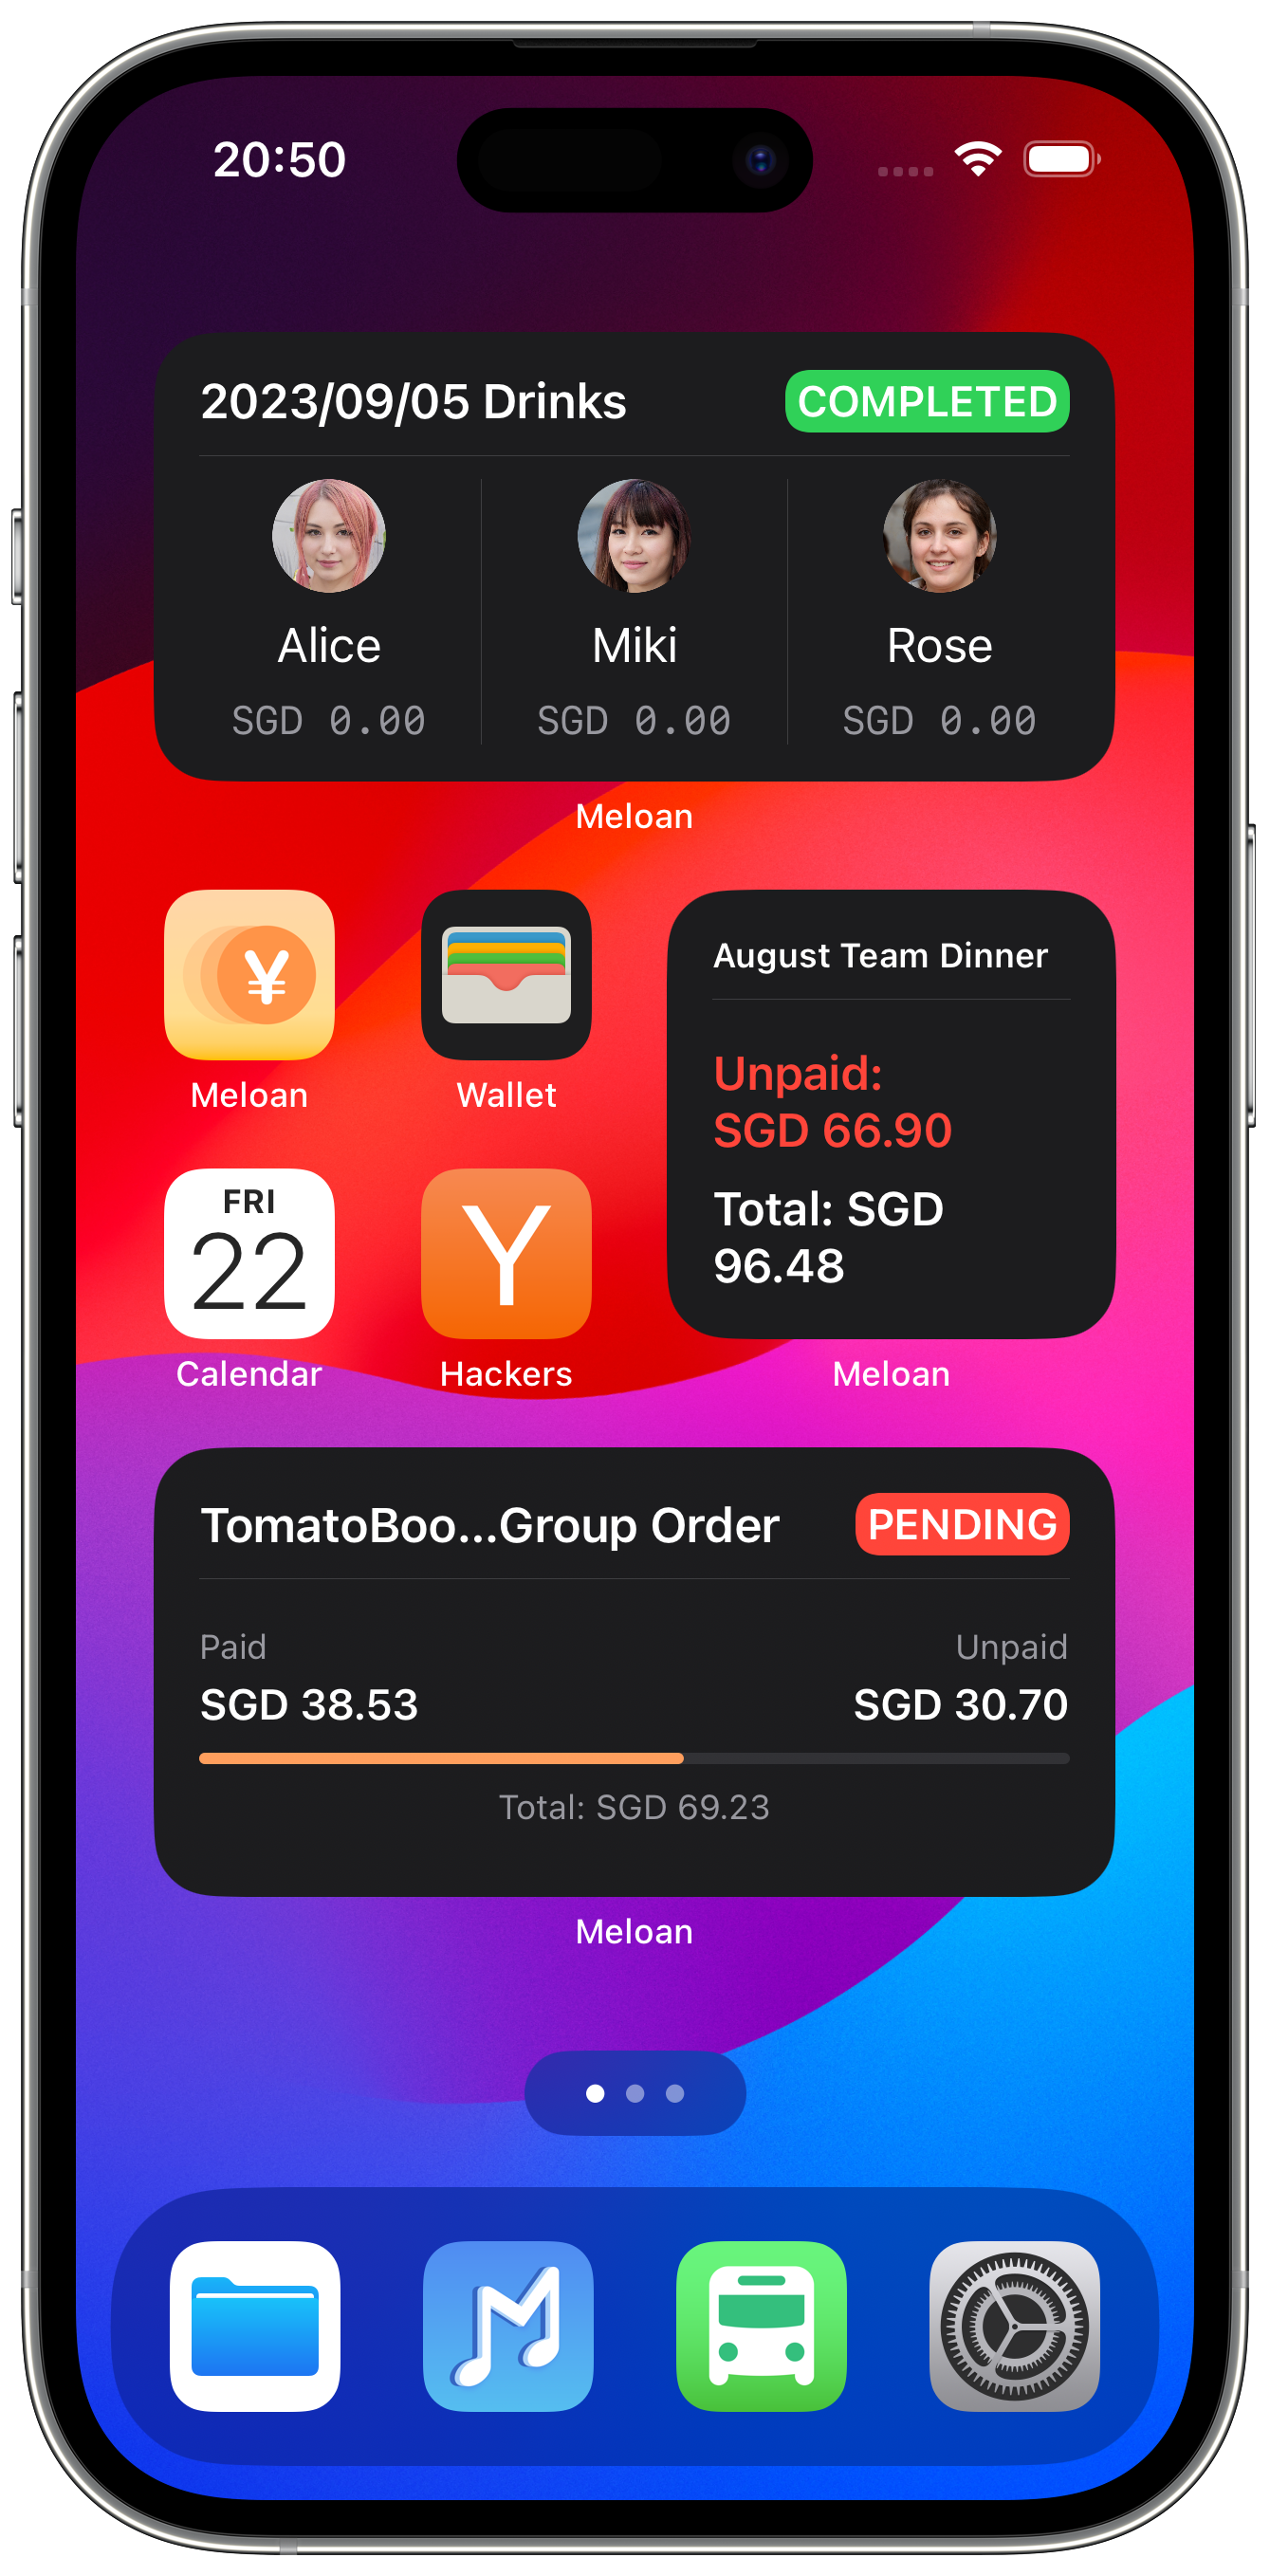 20:50
2023/09/05 Drinks
COMPLETED
Alice
Miki
Rose
SGD 0.00
SGD 0.00
SGD 0.00
Meloan
¥
Meloan
Wallet
FRI
22
Calendar
Y
Hackers
August Team Dinner
Unpaid:
SGD 66.90
Total: SGD
96.48
Meloan
TomatoBoo...Group Order
PENDING
Paid
Unpaid
SGD 38.53
SGD 30.70
Total: SGD 69.23
Meloan